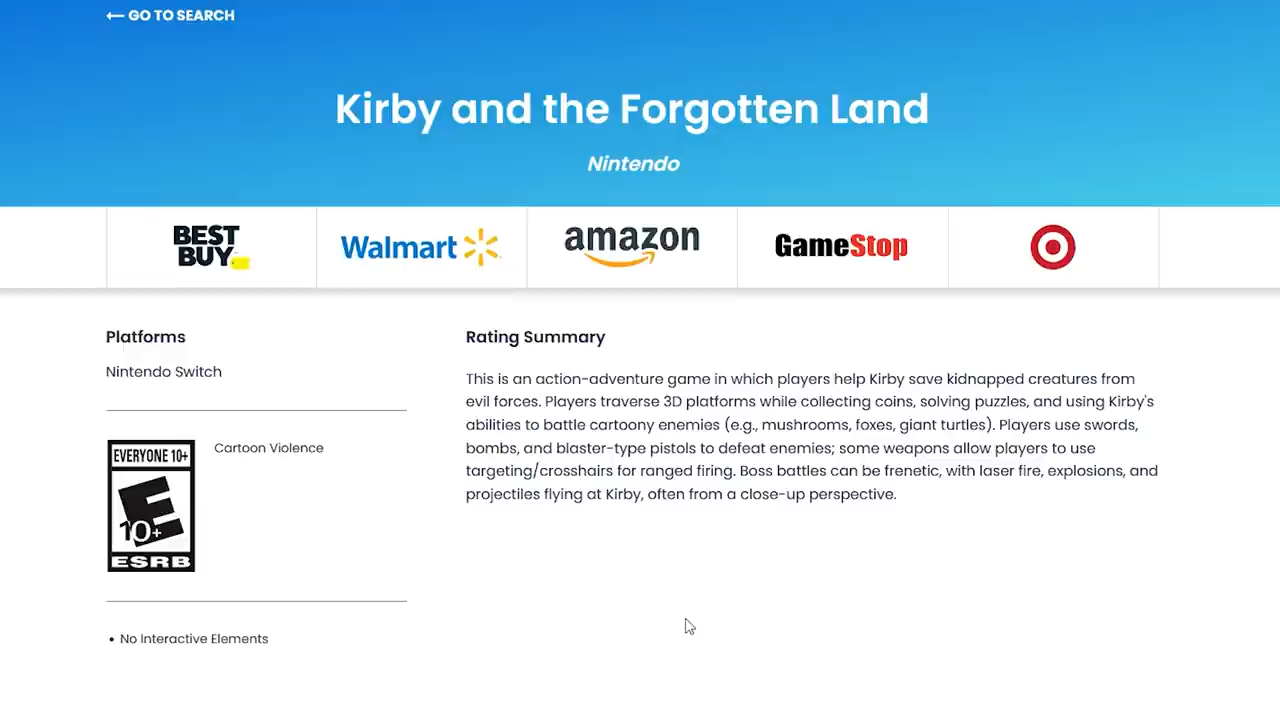 ← GO TO SEARCH
Kirby and the Forgotten Land
Nintendo
BEST BUY
Walmart
amazon
GameStop
Platforms
Nintendo Switch
EVERYONE 10+
E
10+
ESRB
Cartoon Violence
• No Interactive Elements
Rating Summary
This is an action-adventure game in which players help Kirby save kidnapped creatures from
evil forces. Players traverse 3D platforms while collecting coins, solving puzzles, and using Kirby's
abilities to battle cartoony enemies (e.g., mushrooms, foxes, giant turtles). Players use swords,
bombs, and blaster-type pistols to defeat enemies; some weapons allow players to use
targeting/crosshairs for ranged firing. Boss battles can be frenetic, with laser fire, explosions, and
projectiles flying at Kirby, often from a close-up perspective.